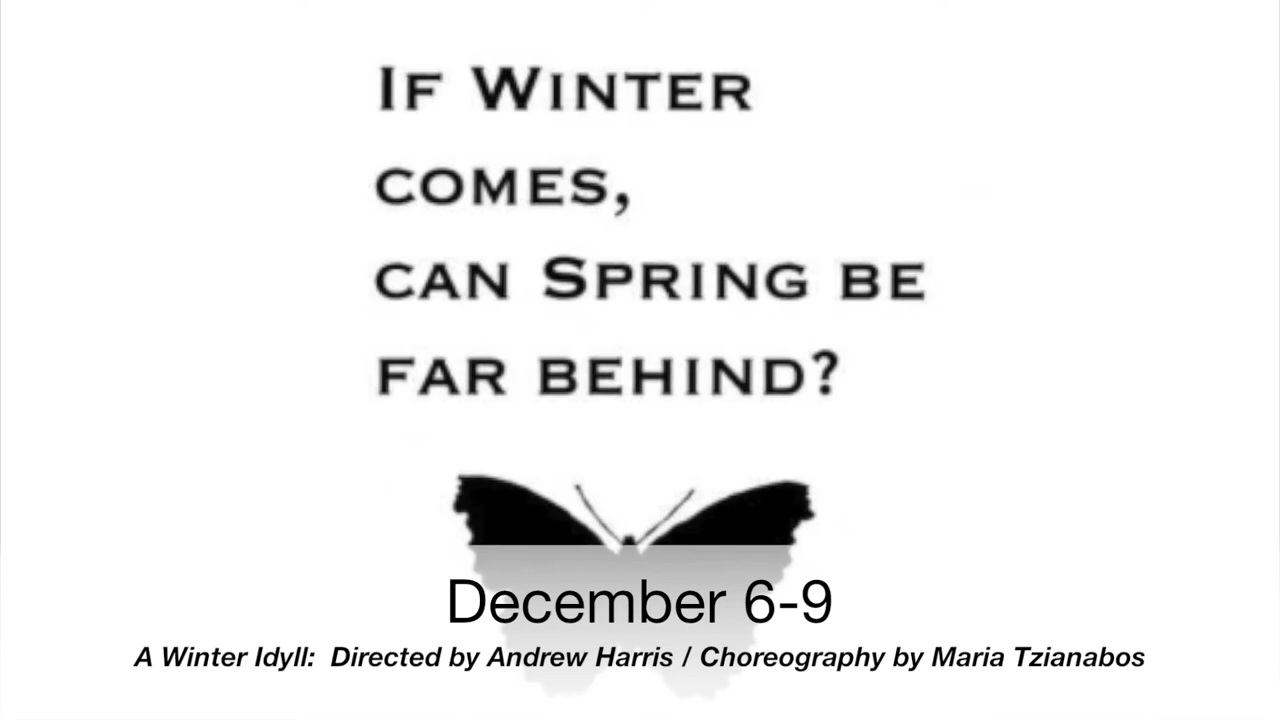 If Winter
comes,
can Spring be
far behind?
December 6-9
A Winter Idyll:  Directed by Andrew Harris / Choreography by Maria Tzianabos